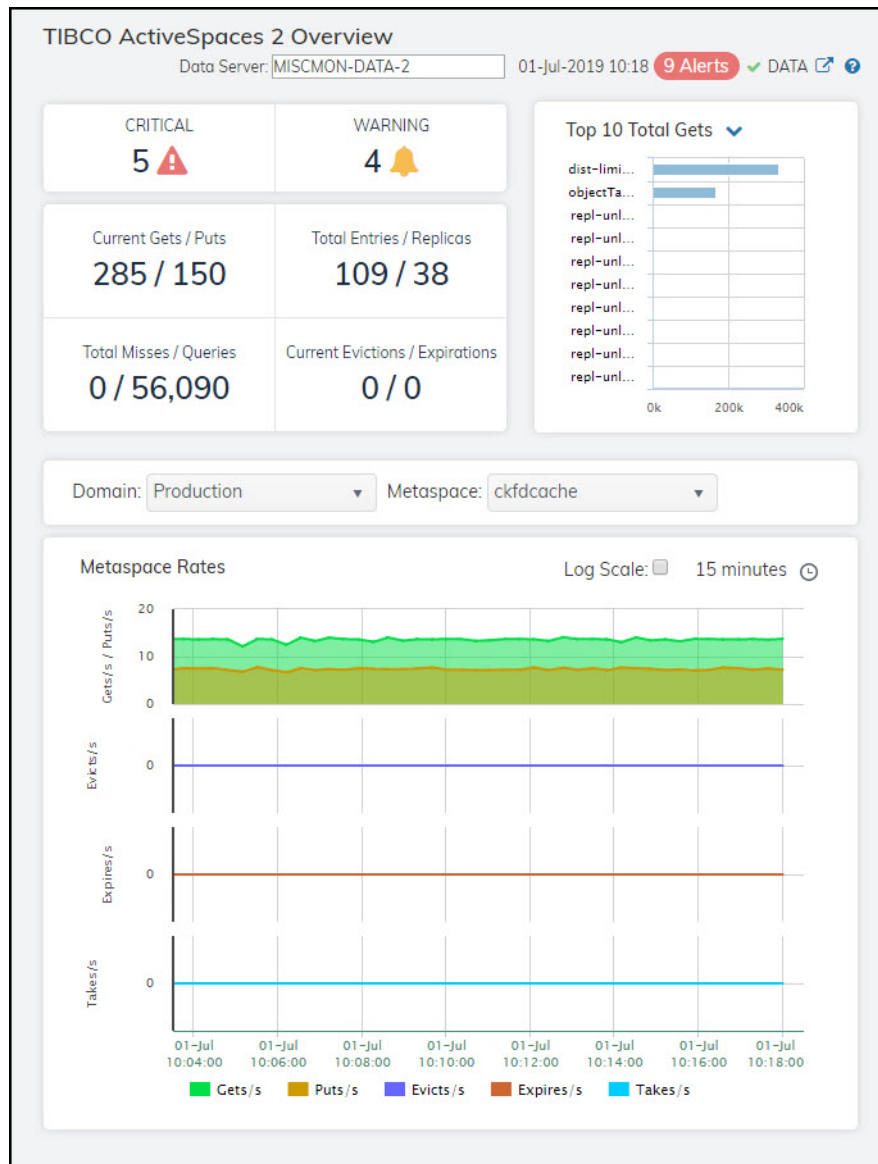 TIBCO ActiveSpaces 2 Overview
Data Server: MISCMON-DATA-2 01-Jul-2019 10:18 9 Alerts DATA
CRITICAL
5
WARNING
4
Current Gets / Puts
285 / 150
Total Entries / Replicas
109 / 38
Total Misses / Queries
0 / 56,090
Current Evictions / Expirations
0 / 0
Top 10 Total Gets
dist-limi...
objectTa...
repl-unl...
repl-unl...
repl-unl...
repl-unl...
repl-unl...
repl-unl...
repl-unl...
repl-unl...
0k 200k 400k
Domain: Production Metaspace: ckfdcache
Metaspace Rates Log Scale: 15 minutes
Gets/s / Puts/s
20
10
0
Evicts/s
0
Expires/s
0
Takes/s
0
01-Jul 01-Jul 01-Jul 01-Jul 01-Jul 01-Jul 01-Jul 01-Jul
10:04:00 10:06:00 10:08:00 10:10:00 10:12:00 10:14:00 10:16:00 10:18:00
Gets/s Puts/s Evicts/s Expires/s Takes/s